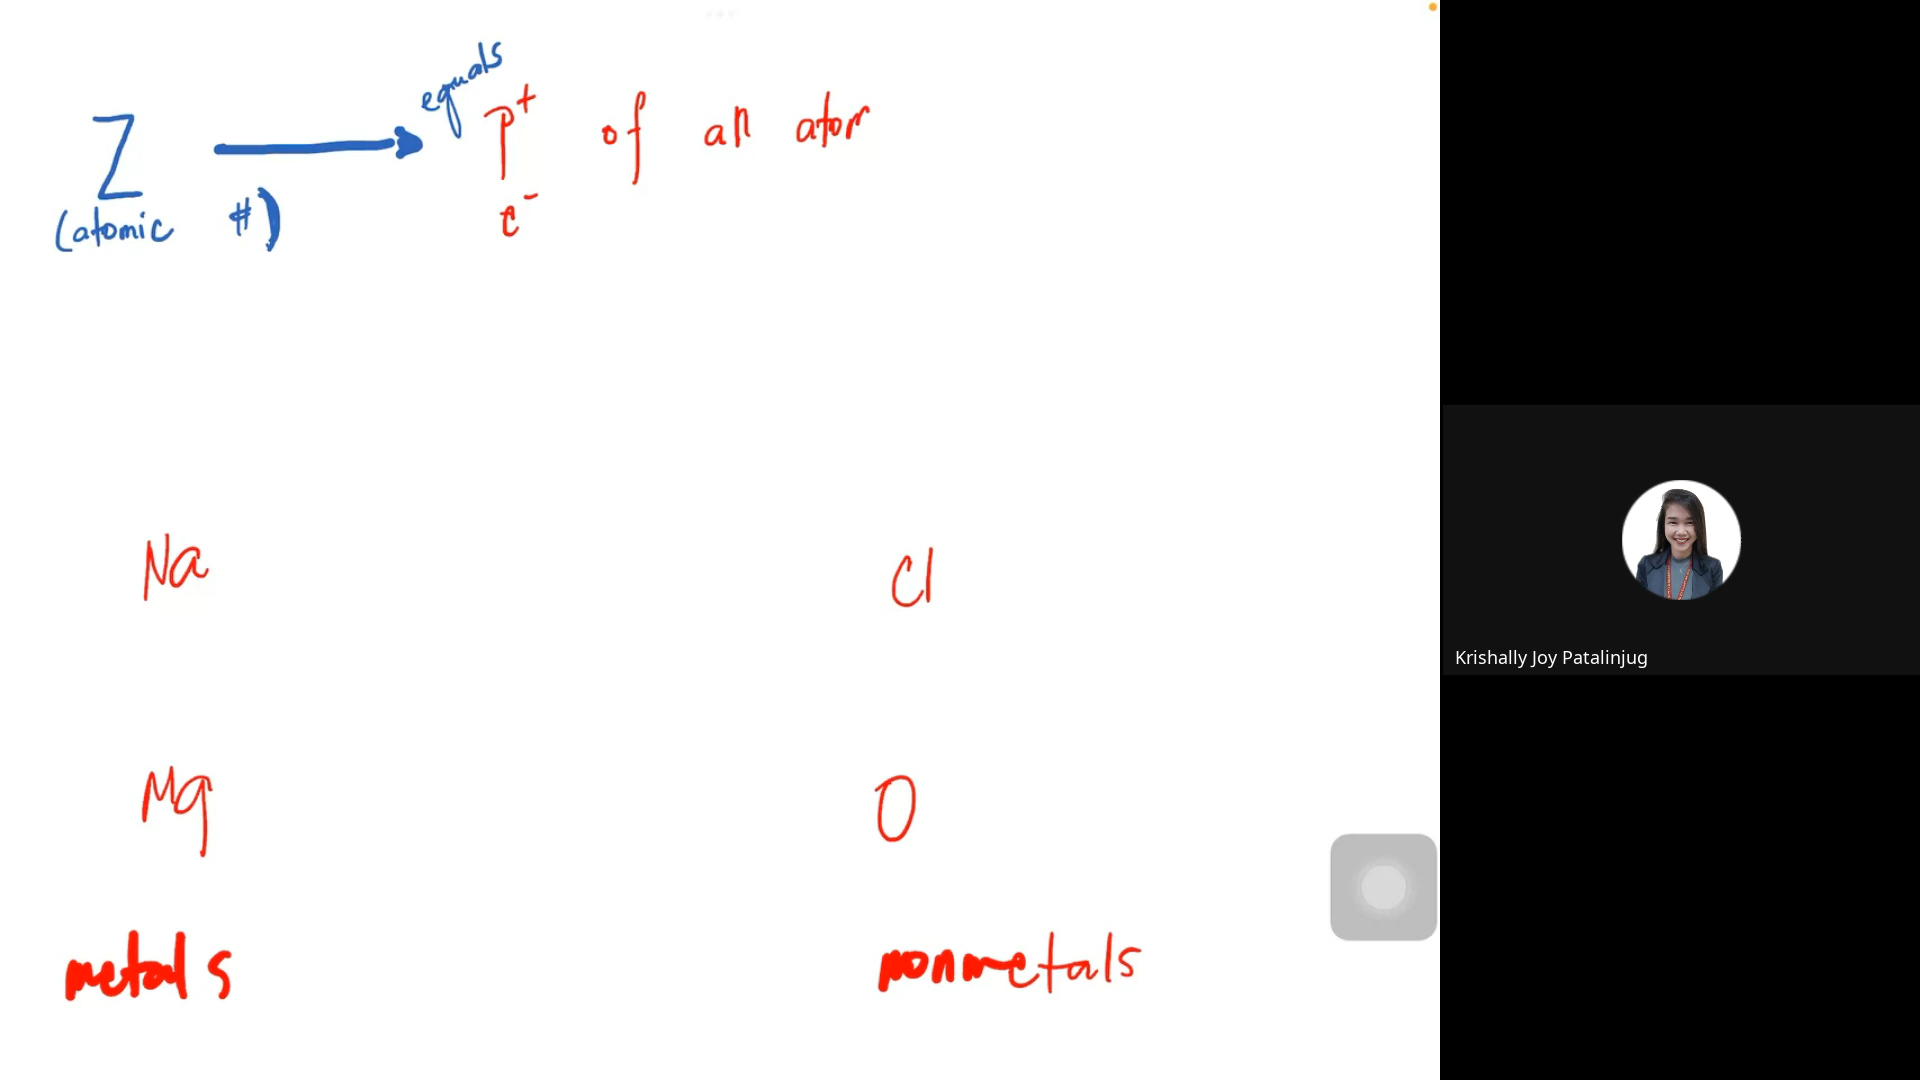 equals
Z → p⁺ of an atom
(atomic #) e⁻
Na Cl
Krishally Joy Patalinjug
Mg O
metals nonmetals